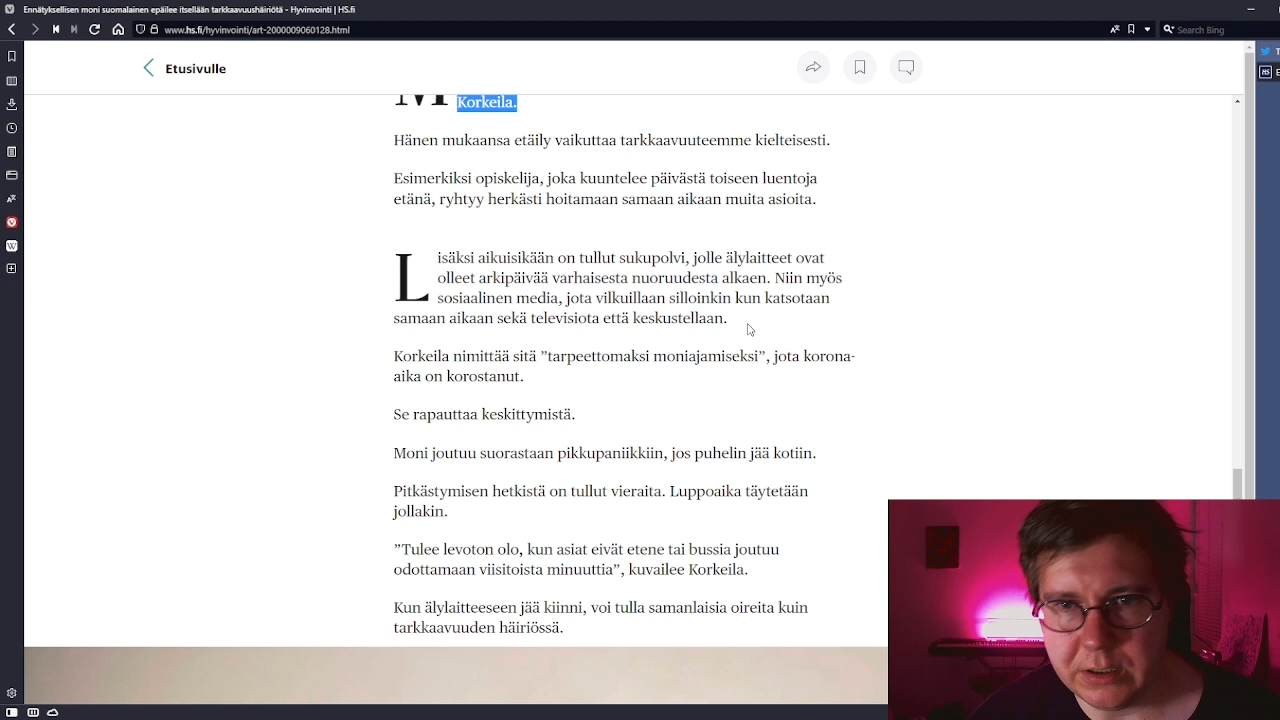 Ennätyksellisen moni suomalainen epäilee itsellään tarkkaavuushäiriötä - Hyvinvointi | HS.fi
www.hs.fi/hyvinvointi/art-2000009060128.html
Search Bing
Etusivulle
Korkeila.
Hänen mukaansa etäily vaikuttaa tarkkaavuuteemme kielteisesti.
Esimerkiksi opiskelija, joka kuuntelee päivästä toiseen luentoja
etänä, ryhtyy herkästi hoitamaan samaan aikaan muita asioita.
Lisäksi aikuisikään on tullut sukupolvi, jolle älylaitteet ovat
olleet arkipäivää varhaisesta nuoruudesta alkaen. Niin myös
sosiaalinen media, jota vilkuillaan silloinkin kun katsotaan
samaan aikaan sekä televisiota että keskustellaan.
Korkeila nimittää sitä ”tarpeettomaksi moniajamiseksi”, jota korona-
aika on korostanut.
Se rapauttaa keskittymistä.
Moni joutuu suorastaan pikkupaniikkiin, jos puhelin jää kotiin.
Pitkästymisen hetkistä on tullut vieraita. Luppoaika täytetään
jollakin.
”Tulee levoton olo, kun asiat eivät etene tai bussia joutuu
odottamaan viisitoista minuuttia”, kuvailee Korkeila.
Kun älylaitteeseen jää kiinni, voi tulla samanlaisia oireita kuin
tarkkaavuuden häiriössä.